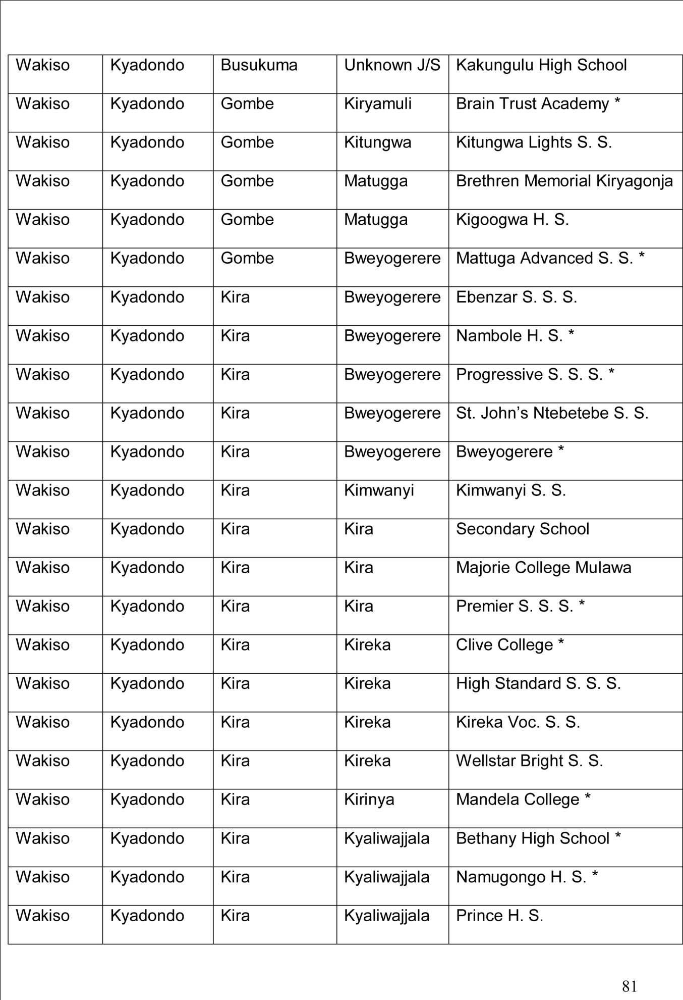 Wakiso Kyadondo Busukuma Unknown J/S Kakungulu High School
Wakiso Kyadondo Gombe Kiryamuli Brain Trust Academy *
Wakiso Kyadondo Gombe Kitungwa Kitungwa Lights S. S.
Wakiso Kyadondo Gombe Matugga Brethren Memorial Kiryagonja
Wakiso Kyadondo Gombe Matugga Kigoogwa H. S.
Wakiso Kyadondo Gombe Bweyogerere Mattuga Advanced S. S. *
Wakiso Kyadondo Kira Bweyogerere Ebenzar S. S. S.
Wakiso Kyadondo Kira Bweyogerere Nambole H. S. *
Wakiso Kyadondo Kira Bweyogerere Progressive S. S. S. *
Wakiso Kyadondo Kira Bweyogerere St. John’s Ntebetebe S. S.
Wakiso Kyadondo Kira Bweyogerere Bweyogerere *
Wakiso Kyadondo Kira Kimwanyi Kimwanyi S. S.
Wakiso Kyadondo Kira Kira Secondary School
Wakiso Kyadondo Kira Kira Majorie College Mulawa
Wakiso Kyadondo Kira Kira Premier S. S. S. *
Wakiso Kyadondo Kira Kireka Clive College *
Wakiso Kyadondo Kira Kireka High Standard S. S. S.
Wakiso Kyadondo Kira Kireka Kireka Voc. S. S.
Wakiso Kyadondo Kira Kireka Wellstar Bright S. S.
Wakiso Kyadondo Kira Kirinya Mandela College *
Wakiso Kyadondo Kira Kyaliwajjala Bethany High School *
Wakiso Kyadondo Kira Kyaliwajjala Namugongo H. S. *
Wakiso Kyadondo Kira Kyaliwajjala Prince H. S.
81